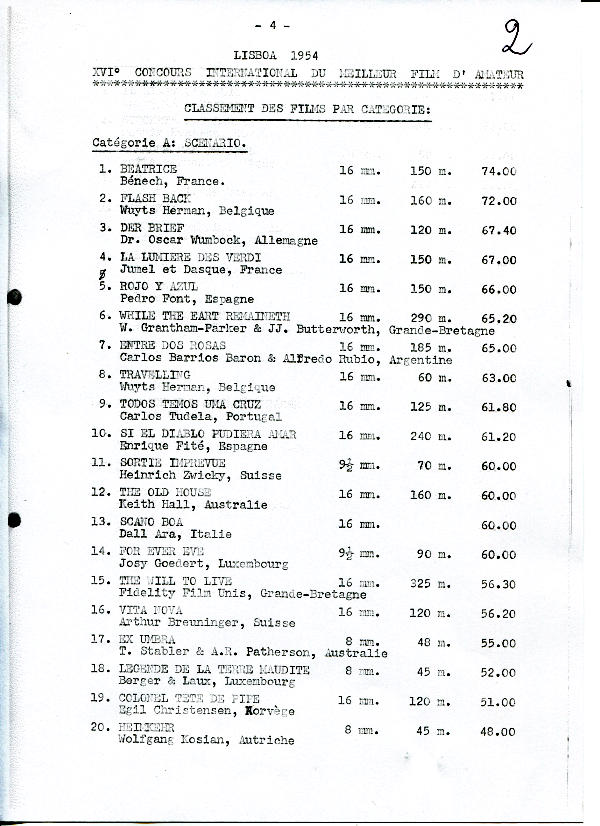 - 4 -
2
LISBOA 1954
XVIº CONCOURS INTERNATIONAL DU MEILLEUR FILM D' AMATEUR
CLASSEMENT DES FILMS PAR CATEGORIE:
Catégorie A: SCENARIO.
1. BEATRICE 16 mm. 150 m. 74.00
Bénech, France.
2. FLASH BACK 16 mm. 160 m. 72.00
Wuyts Herman, Belgique
3. DER BRIEF 16 mm. 120 m. 67.40
Dr. Oscar Wumbock, Allemagne
4. LA LUMIERE DES VERDI 16 mm. 150 m. 67.00
Jumel et Dasque, France
5. ROJO Y AZUL 16 mm. 150 m. 66.00
Pedro Font, Espagne
6. WHILE THE EART REMAINETH 16 mm. 290 m. 65.20
W. Grantham-Parker & JJ. Butterworth, Grande-Bretagne
7. ENTRE DOS ROSAS 16 mm. 185 m. 65.00
Carlos Barrios Baron & Alfredo Rubio, Argentine
8. TRAVELLING 16 mm. 60 m. 63.00
Wuyts Herman, Belgique
9. TODOS TEMOS UMA CRUZ 16 mm. 125 m. 61.80
Carlos Tudela, Portugal
10. SI EL DIABLO PUDIERA AMAR 16 mm. 240 m. 61.20
Enrique Fité, Espagne
11. SORTIE IMPREVUE 9½ mm. 70 m. 60.00
Heinrich Zwicky, Suisse
12. THE OLD HOUSE 16 mm. 160 m. 60.00
Keith Hall, Australie
13. SCANO BOA 16 mm. 60.00
Dall Ara, Italie
14. FOR EVER EVE 9½ mm. 90 m. 60.00
Josy Goedert, Luxembourg
15. THE WILL TO LIVE 16 mm. 325 m. 56.30
Fidelity Film Unis, Grande-Bretagne
16. VITA NOVA 16 mm. 120 m. 56.20
Arthur Breuninger, Suisse
17. EX UMBRA 8 mm. 48 m. 55.00
T. Stabler & A.R. Patherson, Australie
18. LEGENDE DE LA TERRE MAUDITE 8 mm. 45 m. 52.00
Berger & Laux, Luxembourg
19. COLONEL TETE DE PIPE 16 mm. 120 m. 51.00
Egil Christensen, Norvège
20. HEIMKEHR 8 mm. 45 m. 48.00
Wolfgang Kosian, Autriche